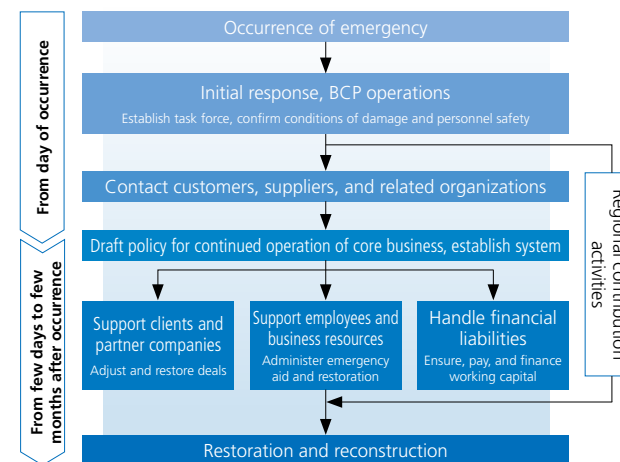 From day of occurrence
Occurrence of emergency
Initial response, BCP operations
Establish task force, confirm conditions of damage and personnel safety
Contact customers, suppliers, and related organizations
Regional contribution
activities
From few days to few
months after occurrence
Draft policy for continued operation of core business, establish system
Support clients and
partner companies
Adjust and restore deals
Support employees and
business resources
Administer emergency
aid and restoration
Handle financial
liabilities
Ensure, pay, and finance
working capital
Restoration and reconstruction